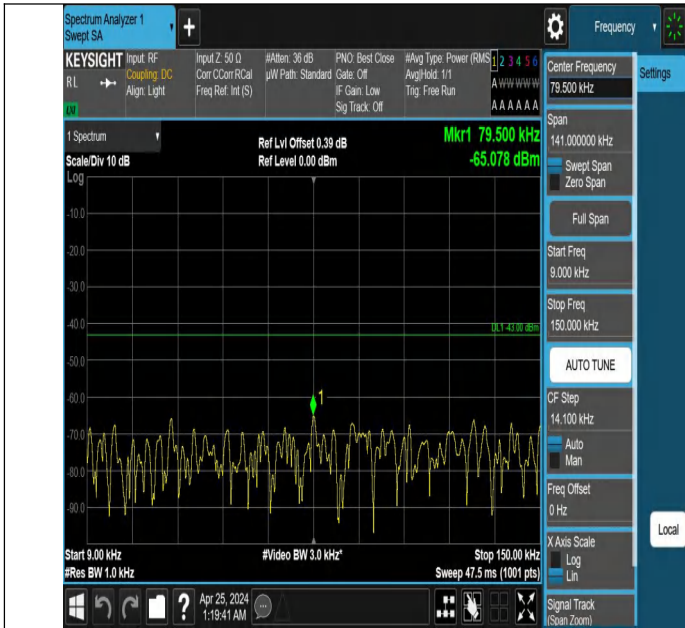 Spectrum Analyzer 1
Swept SA
+
Frequency
KEYSIGHT
RL
Input: RF
Coupling: DC
Align: Light
Input Z: 50 Ω
Corr CCorr RCal
Freq Ref: Int (S)
#Atten: 36 dB
µW Path: Standard
PNO: Best Close
Gate: Off
IF Gain: Low
Sig Track: Off
#Avg Type: Power (RMS
Avg|Hold: 1/1
Trig: Free Run
1 2 3 4 5 6
A W W W W W
A A A A A A
1 Spectrum
Scale/Div 10 dB
Ref Lvl Offset 0.39 dB
Ref Level 0.00 dBm
Mkr1 79.500 kHz
-65.078 dBm
Log
-10.0
-20.0
-30.0
-40.0
-50.0
-60.0
-70.0
-80.0
-90.0
DL1 -43.00 dBm
1
Start 9.00 kHz
#Video BW 3.0 kHz*
Stop 150.00 kHz
#Res BW 1.0 kHz
Sweep 47.5 ms (1001 pts)
Center Frequency
79.500 kHz
Settings
Span
141.000000 kHz
Swept Span
Zero Span
Full Span
Start Freq
9.000 kHz
Stop Freq
150.000 kHz
AUTO TUNE
CF Step
14.100 kHz
Auto
Man
Freq Offset
0 Hz
X Axis Scale
Log
Lin
Local
Signal Track
(Span Zoom)
?
Apr 25, 2024
1:19:41 AM